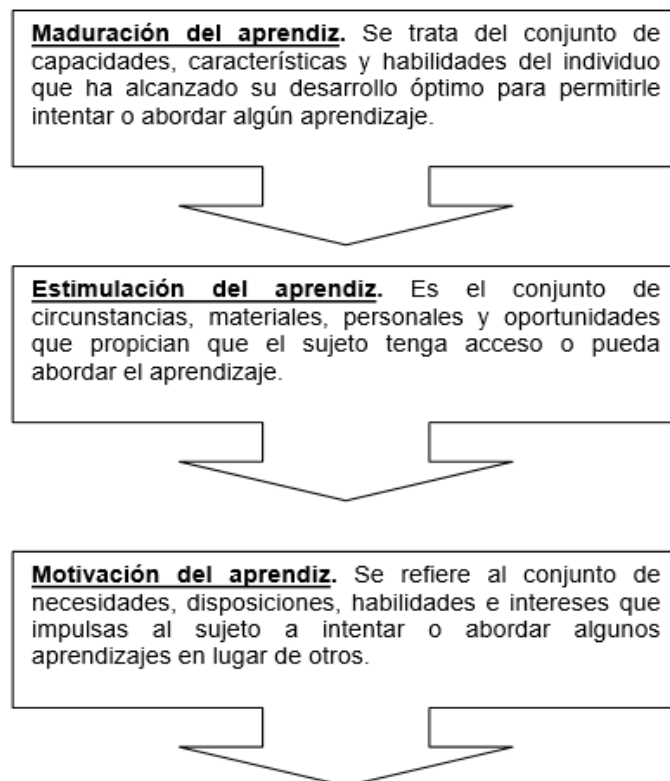 Maduración del aprendiz. Se trata del conjunto de
capacidades, características y habilidades del individuo
que ha alcanzado su desarrollo óptimo para permitirle
intentar o abordar algún aprendizaje.
Estimulación del aprendiz. Es el conjunto de
circunstancias, materiales, personales y oportunidades
que propician que el sujeto tenga acceso o pueda
abordar el aprendizaje.
Motivación del aprendiz. Se refiere al conjunto de
necesidades, disposiciones, habilidades e intereses que
impulsas al sujeto a intentar o abordar algunos
aprendizajes en lugar de otros.